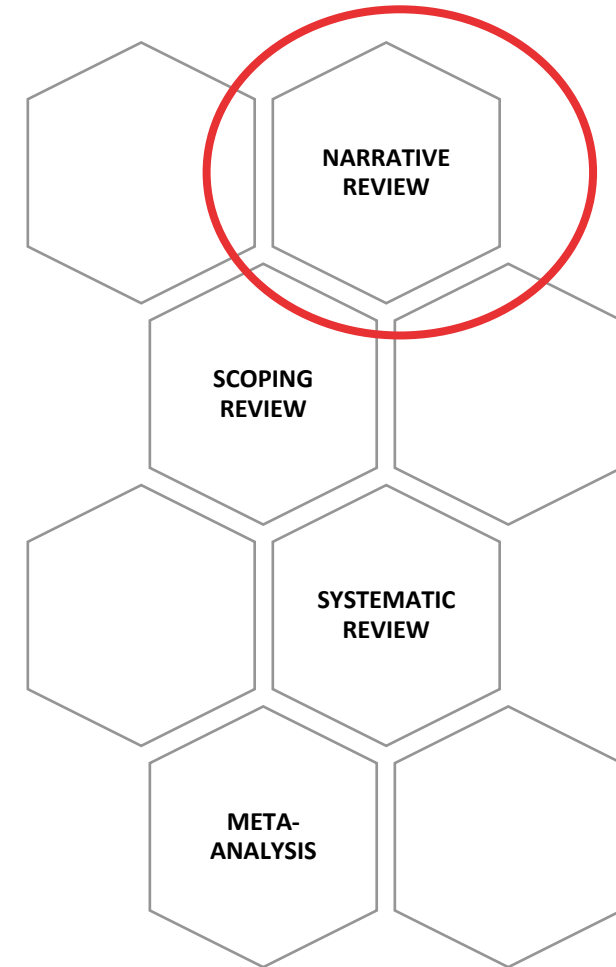 NARRATIVE
REVIEW
SCOPING
REVIEW
SYSTEMATIC
REVIEW
META-
ANALYSIS